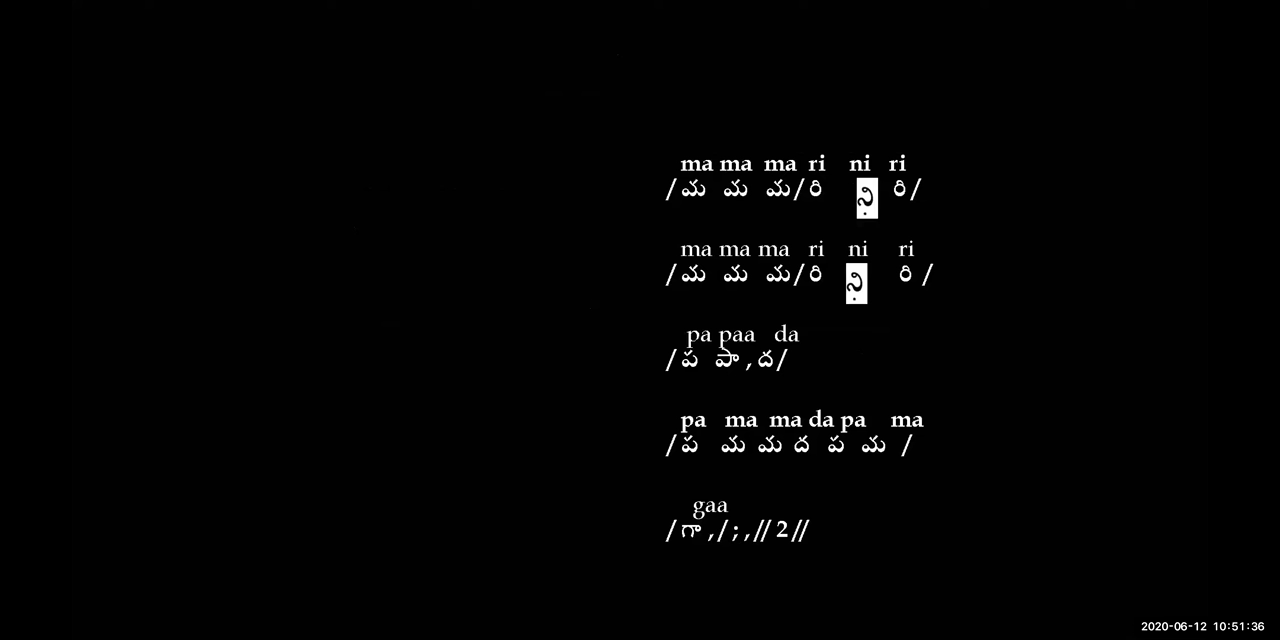 ma ma ma ri ni ri
/మ మ మ/రి ని̣ రి/
ma ma ma ri ni ri
/మ మ మ/రి ని̣ రి /
pa paa da
/ప పా ,ద/
pa ma ma da pa ma
/ప మ మ ద ప మ /
gaa
/గా ,/ ; ,// 2 //
2020-06-12 10:51:36